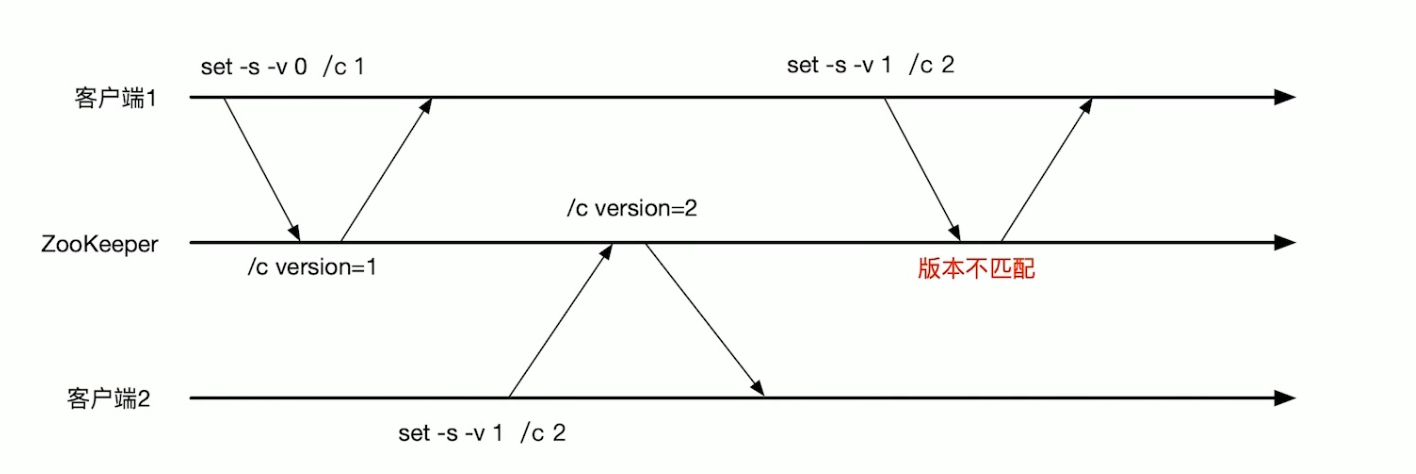 set -s -v 0 /c 1
set -s -v 1 /c 2
客户端1
/c version=2
ZooKeeper
/c version=1
版本不匹配
客户端2
set -s -v 1 /c 2